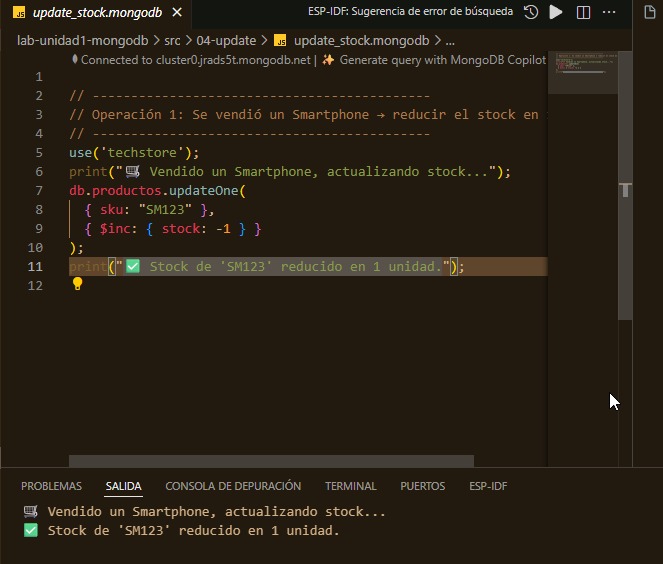 update_stock.mongodb
ESP-IDF: Sugerencia de error de búsqueda
lab-unidad1-mongodb > src > 04-update > update_stock.mongodb > ...
Connected to cluster0.jrads5t.mongodb.net | ✨ Generate query with MongoDB Copilot
1
2 // -------------------------------------------
3 // Operación 1: Se vendió un Smartphone → reducir el stock en
4 // -------------------------------------------
5 use('techstore');
6 print("🛒 Vendido un Smartphone, actualizando stock...");
7 db.productos.updateOne(
8 { sku: "SM123" },
9 { $inc: { stock: -1 } }
10 );
11 print("✅ Stock de 'SM123' reducido en 1 unidad.");
12
PROBLEMAS SALIDA CONSOLA DE DEPURACIÓN TERMINAL PUERTOS ESP-IDF
🛒 Vendido un Smartphone, actualizando stock...
✅ Stock de 'SM123' reducido en 1 unidad.